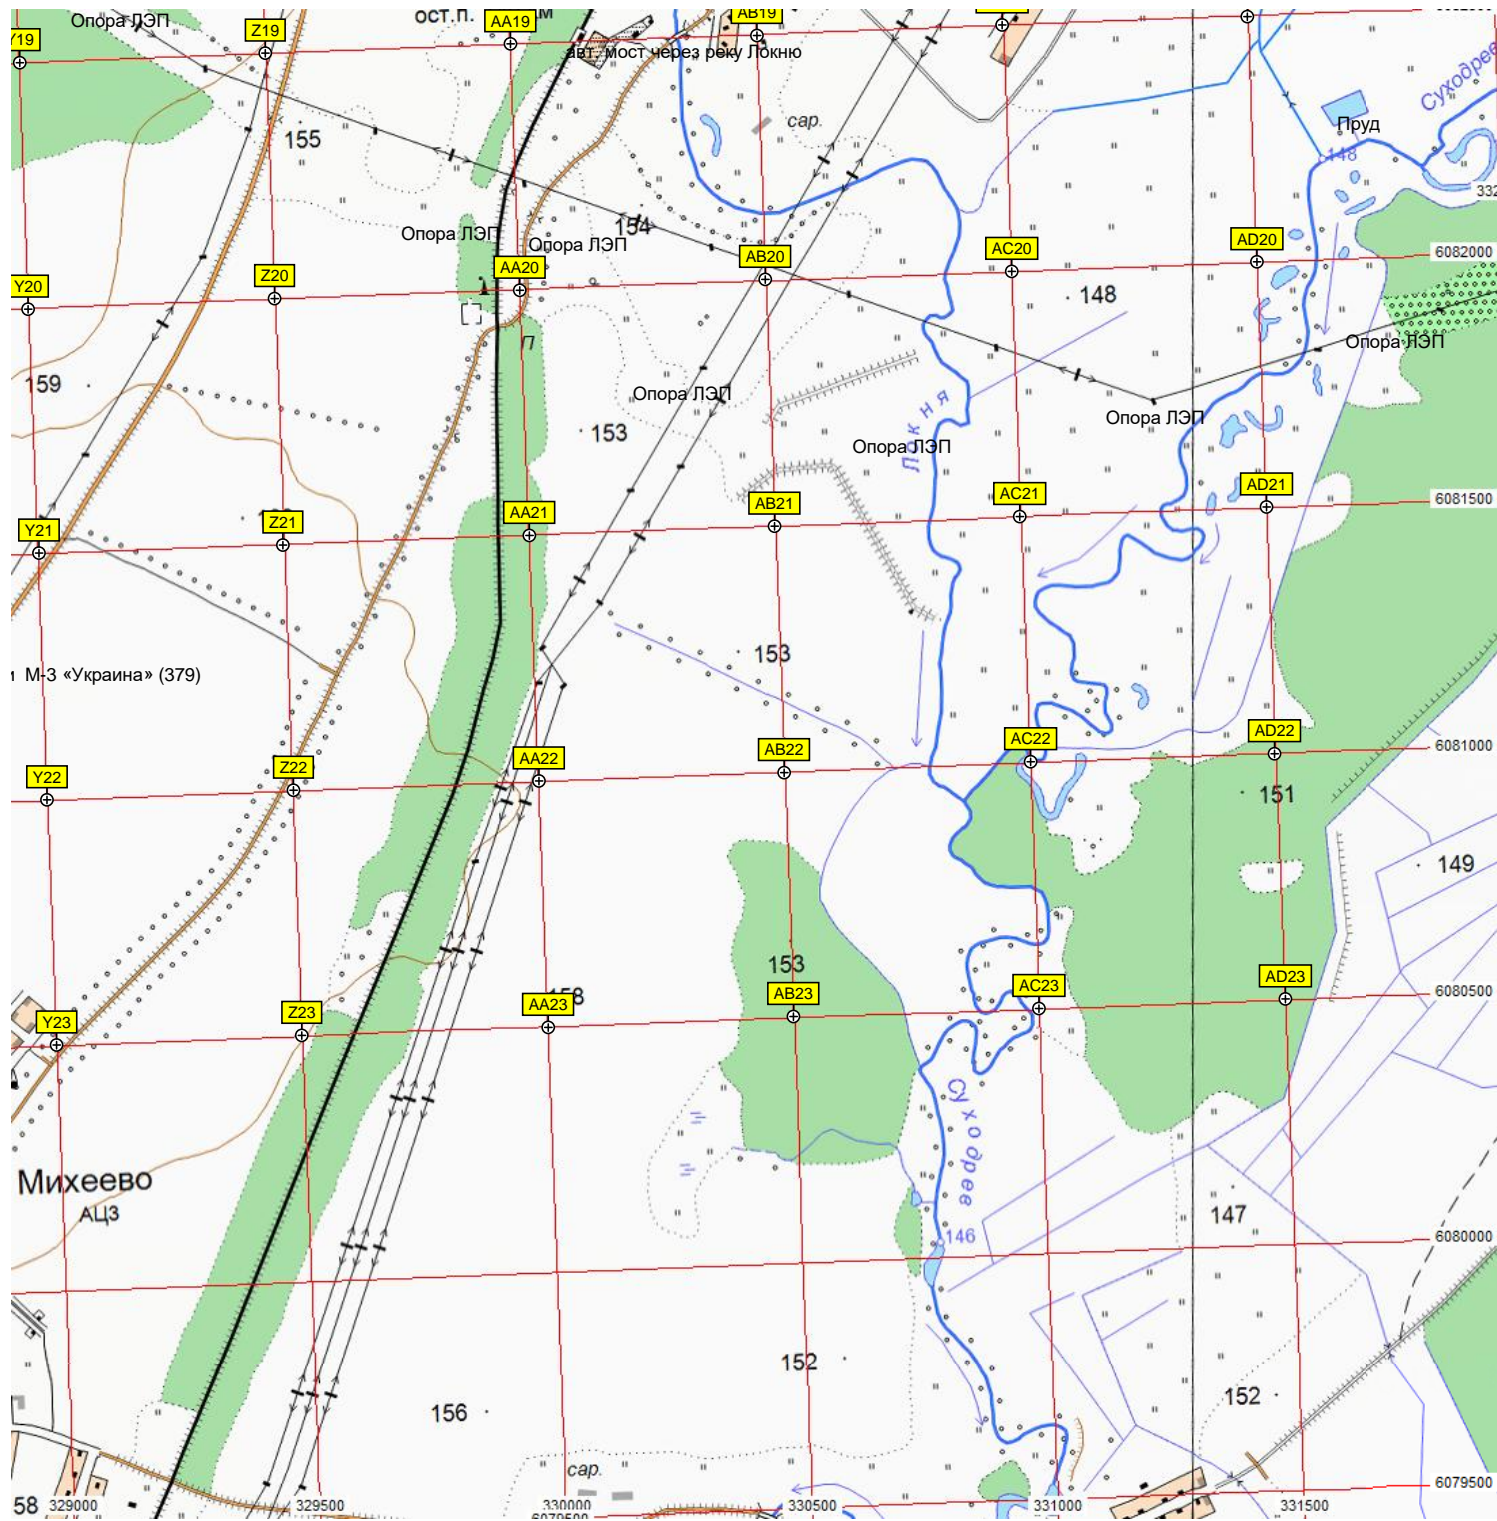 Опора ЛЭП
ост.п.
AA19
AB19
Z19
авт. мост через реку Локню
155
сар.
Суходрев
Пруд
148
154
Опора ЛЭП
Опора ЛЭП
AA20
AB20
AC20
AD20
6082000
Y20
Z20
148
П
Опора ЛЭП
159
Опора ЛЭП
Локня
Опора ЛЭП
153
Опора ЛЭП
Y21
Z21
AA21
AB21
AC21
AD21
6081500
153
М-3 «Украина» (379)
Y22
Z22
AA22
AB22
AC22
AD22
6081000
151
149
153
Y23
Z23
AA23
AB23
AC23
AD23
6080500
Суходрев
Михеево
АЦЗ
147
146
6080000
152
156
152
сар.
58
329000
329500
330000
330500
331000
331500
6079500
6079500